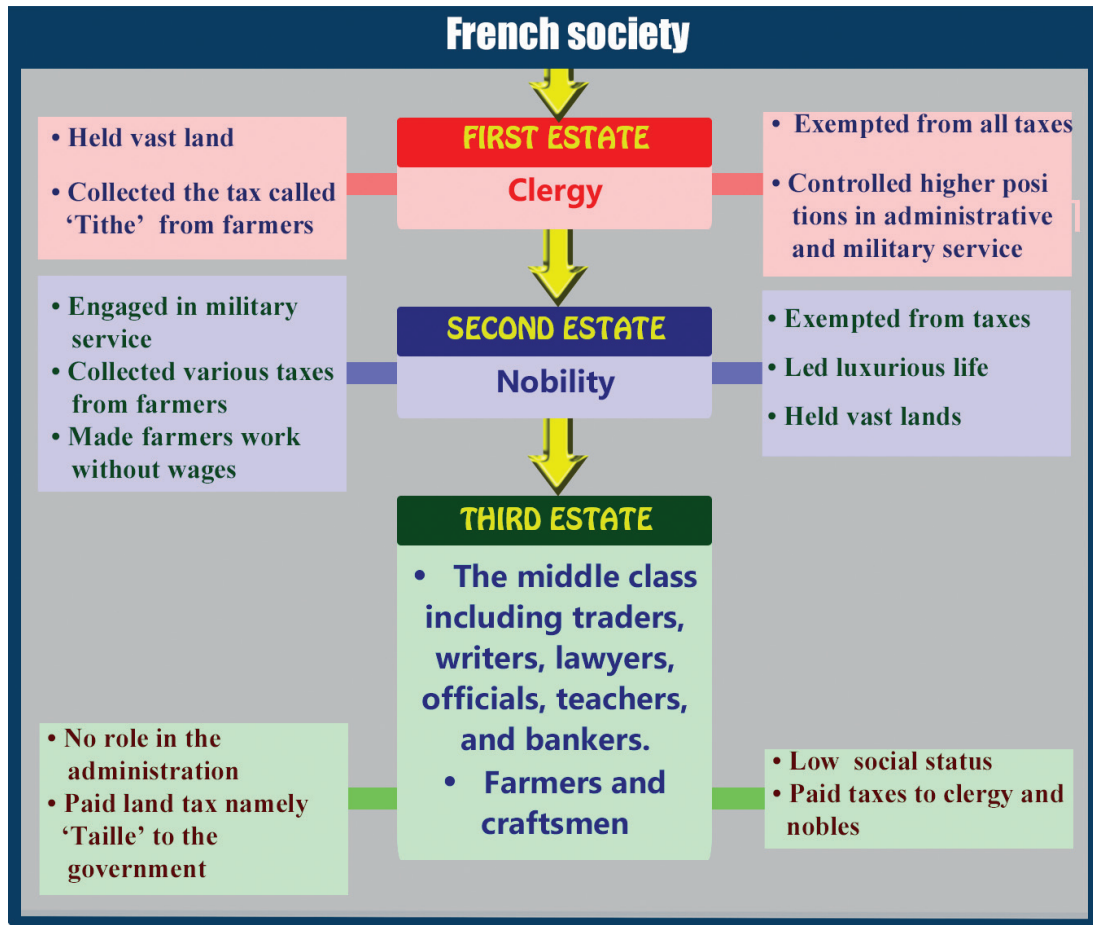 French society
FIRST ESTATE
Clergy
• Held vast land
• Collected the tax called
‘Tithe’ from farmers
• Exempted from all taxes
• Controlled higher posi
tions in administrative
and military service
SECOND ESTATE
Nobility
• Engaged in military
service
• Collected various taxes
from farmers
• Made farmers work
without wages
• Exempted from taxes
• Led luxurious life
• Held vast lands
THIRD ESTATE
• The middle class
including traders,
writers, lawyers,
officials, teachers,
and bankers.
• Farmers and
craftsmen
• No role in the
administration
• Paid land tax namely
‘Taille’ to the
government
• Low social status
• Paid taxes to clergy and
nobles